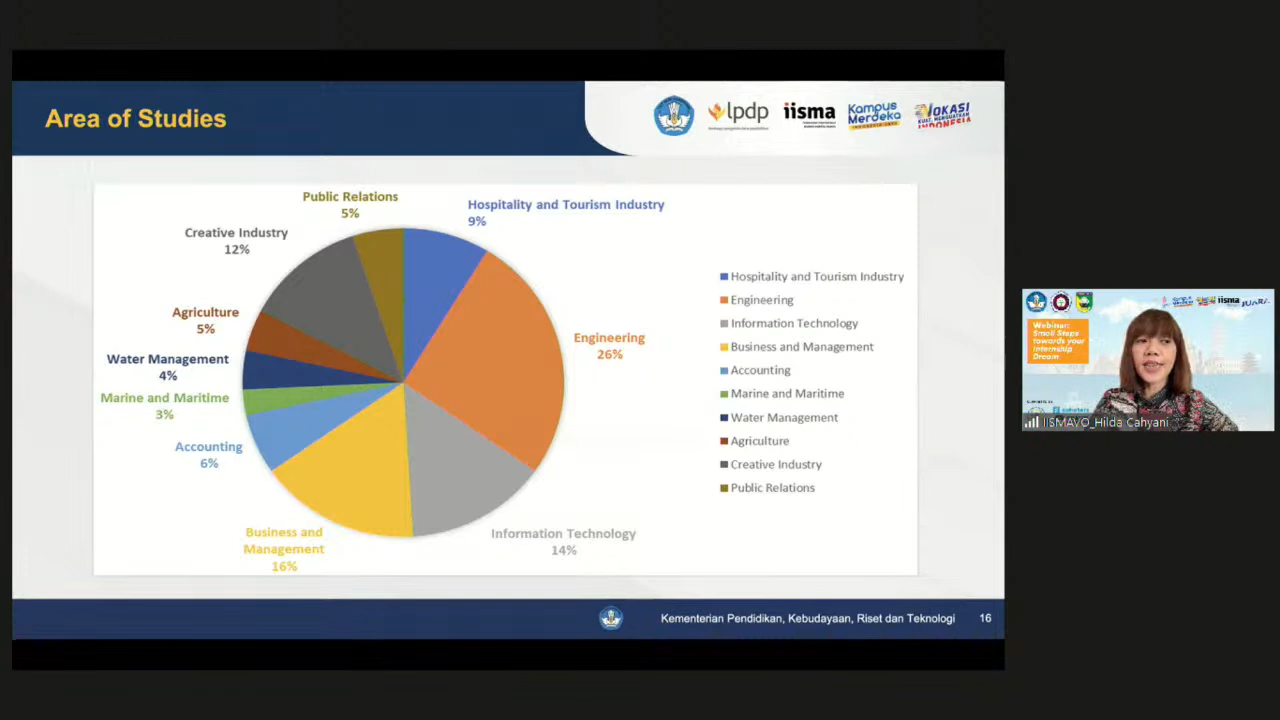 Area of Studies
lpdp
iisma
Kampus
Merdeka
INDONESIA JAYA
VOKASI
KUAT, MENGUATKAN
INDONESIA
Public Relations
5%
Hospitality and Tourism Industry
9%
Creative Industry
12%
Agriculture
5%
Engineering
26%
Water Management
4%
Marine and Maritime
3%
Accounting
6%
Business and
Management
16%
Information Technology
14%
Hospitality and Tourism Industry
Engineering
Information Technology
Business and Management
Accounting
Marine and Maritime
Water Management
Agriculture
Creative Industry
Public Relations
Kementerian Pendidikan, Kebudayaan, Riset dan Teknologi
16
iisma
Webinar:
Small Steps
towards your
Internship
Dream
IISMAVO_Hilda Cahyani